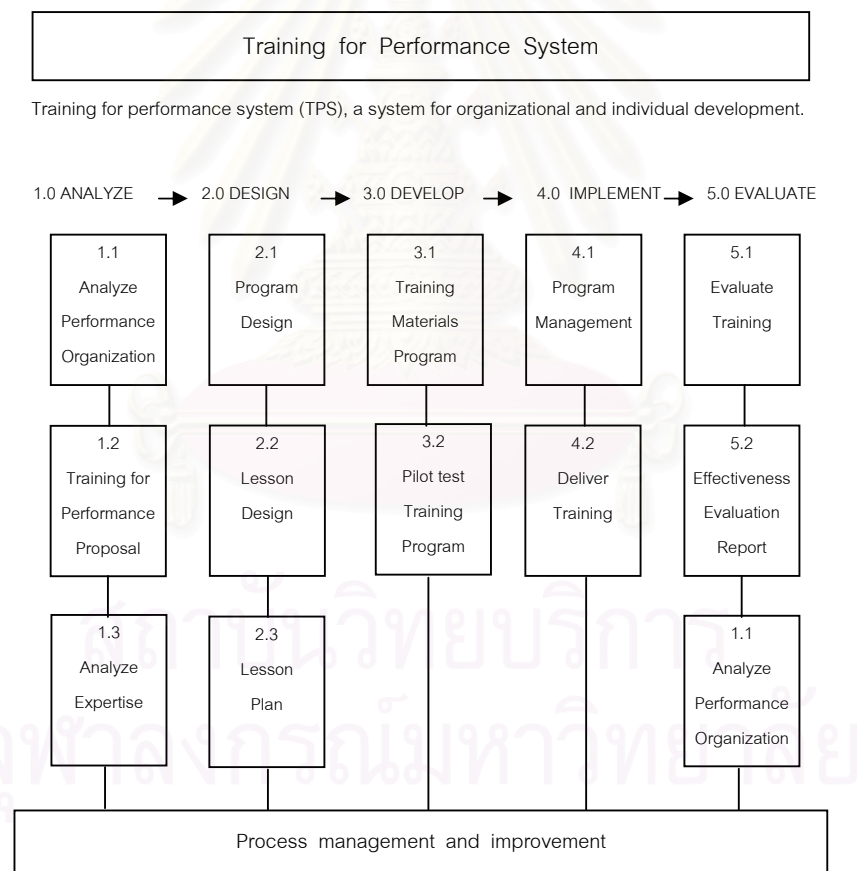 Training for Performance System
Training for performance system (TPS), a system for organizational and individual development.
1.0 ANALYZE
2.0 DESIGN
3.0 DEVELOP
4.0 IMPLEMENT
5.0 EVALUATE
1.1
Analyze
Performance
Organization
2.1
Program
Design
3.1
Training
Materials
Program
4.1
Program
Management
5.1
Evaluate
Training
1.2
Training for
Performance
Proposal
2.2
Lesson
Design
3.2
Pilot test
Training
Program
4.2
Deliver
Training
5.2
Effectiveness
Evaluation
Report
1.3
Analyze
Expertise
2.3
Lesson
Plan
1.1
Analyze
Performance
Organization
สถาบันวิทยบริการ
จุฬาลงกรณ์มหาวิทยาลัย
Process management and improvement